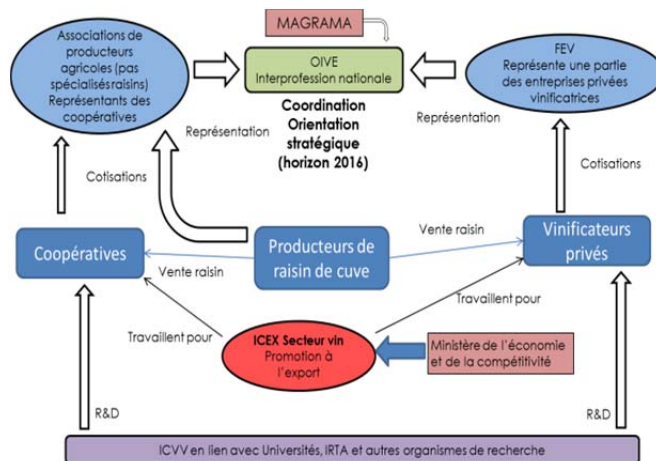 MAGRAMA
Associations de
producteurs
agricoles (pas
spécialisés raisins)
Représentants des
coopératives
OIVE
Interprofession nationale
FEV
Représente une partie
des entreprises privées
vinificatrices
Coordination
Orientation
stratégique
(horizon 2016)
Représentation
Représentation
Cotisations
Cotisations
Coopératives
Vente raisin
Producteurs de
raisin de cuve
Vente raisin
Vinificateurs
privés
Travaillent pour
Travaillent pour
ICEX Secteur vin
Promotion à
l'export
Ministère de l'économie
et de la compétitivité
R&D
R&D
ICVV en lien avec Universités, IRTA et autres organismes de recherche